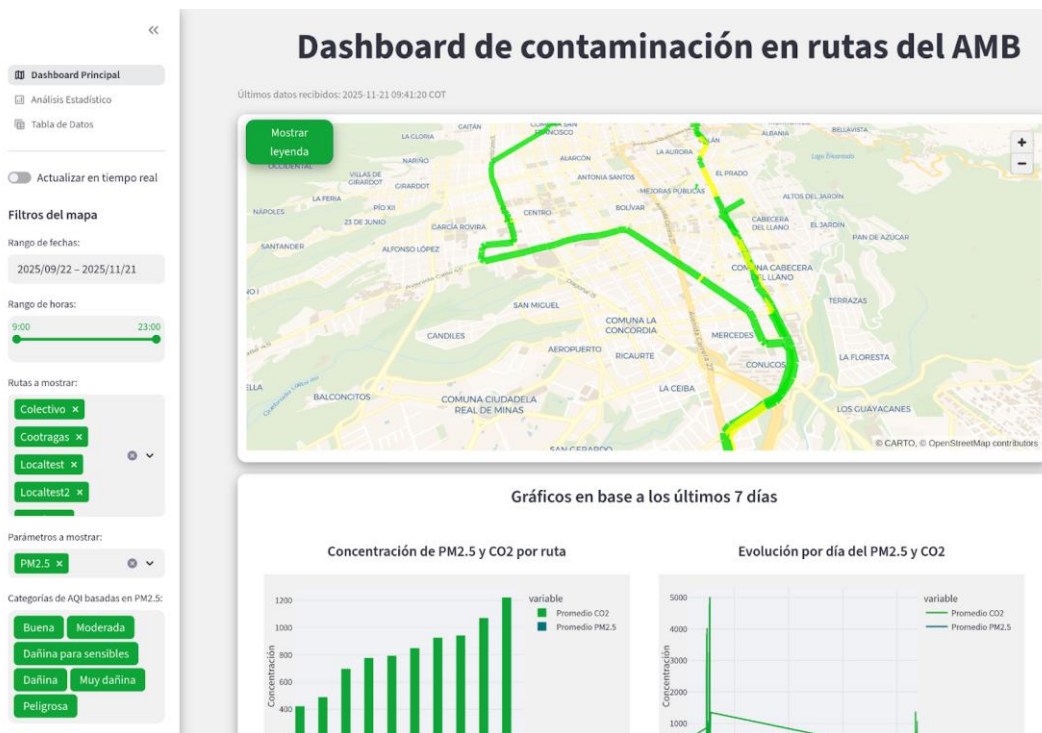 Dashboard Principal
Análisis Estadístico
Tabla de Datos
Actualizar en tiempo real
Filtros del mapa
Rango de fechas:
2025/09/22 – 2025/11/21
Rango de horas:
9:00 23:00
Rutas a mostrar:
Colectivo ×
Cootragas ×
Localtest ×
Localtest2 ×
Parámetros a mostrar:
PM2.5 ×
Categorías de AQI basadas en PM2.5:
Buena Moderada
Dañina para sensibles
Dañina Muy dañina
Peligrosa
Dashboard de contaminación en rutas del AMB
Últimos datos recibidos: 2025-11-21 09:41:20 COT
Mostrar
leyenda
+
−
GAITÁN
LA GLORIA
ALBANIA
BELLAVISTA
OCCIDENTAL
NARIÑO
ALARCÓN
LA AURORA
Lago Encantado
VILLAS DE
GIRARDOT
GIRARDOT
ANTONIA SANTOS
EL PRADO
MEJORAS PÚBLICAS
ALTOS DEL JARDIN
LA FERIA
PÍO XII
NÁPOLES
CENTRO
BOLÍVAR
23 DE JUNIO
GARCÍA ROVIRA
CABECERA
DEL LLANO
EL JARDÍN
PAN DE AZÚCAR
SANTANDER
ALFONSO LÓPEZ
COMUNA CABECERA
SAN MIGUEL
TERRAZAS
COMUNA LA
CONCORDIA
CANDILES
MERCEDES
AEROPUERTO
RICAURTE
LA FLORESTA
CONUCOS
LA CEIBA
BALCONCITOS
COMUNA CIUDADELA
REAL DE MINAS
LOS GUAYACANES
SAN GERARDO
© CARTO, © OpenStreetMap contributors
Gráficos en base a los últimos 7 días
Concentración de PM2.5 y CO2 por ruta
1200
1000
800
600
400
Concentración
variable
Promedio CO2
Promedio PM2.5
Evolución por día del PM2.5 y CO2
5000
4000
3000
2000
1000
Concentración
variable
Promedio CO2
Promedio PM2.5